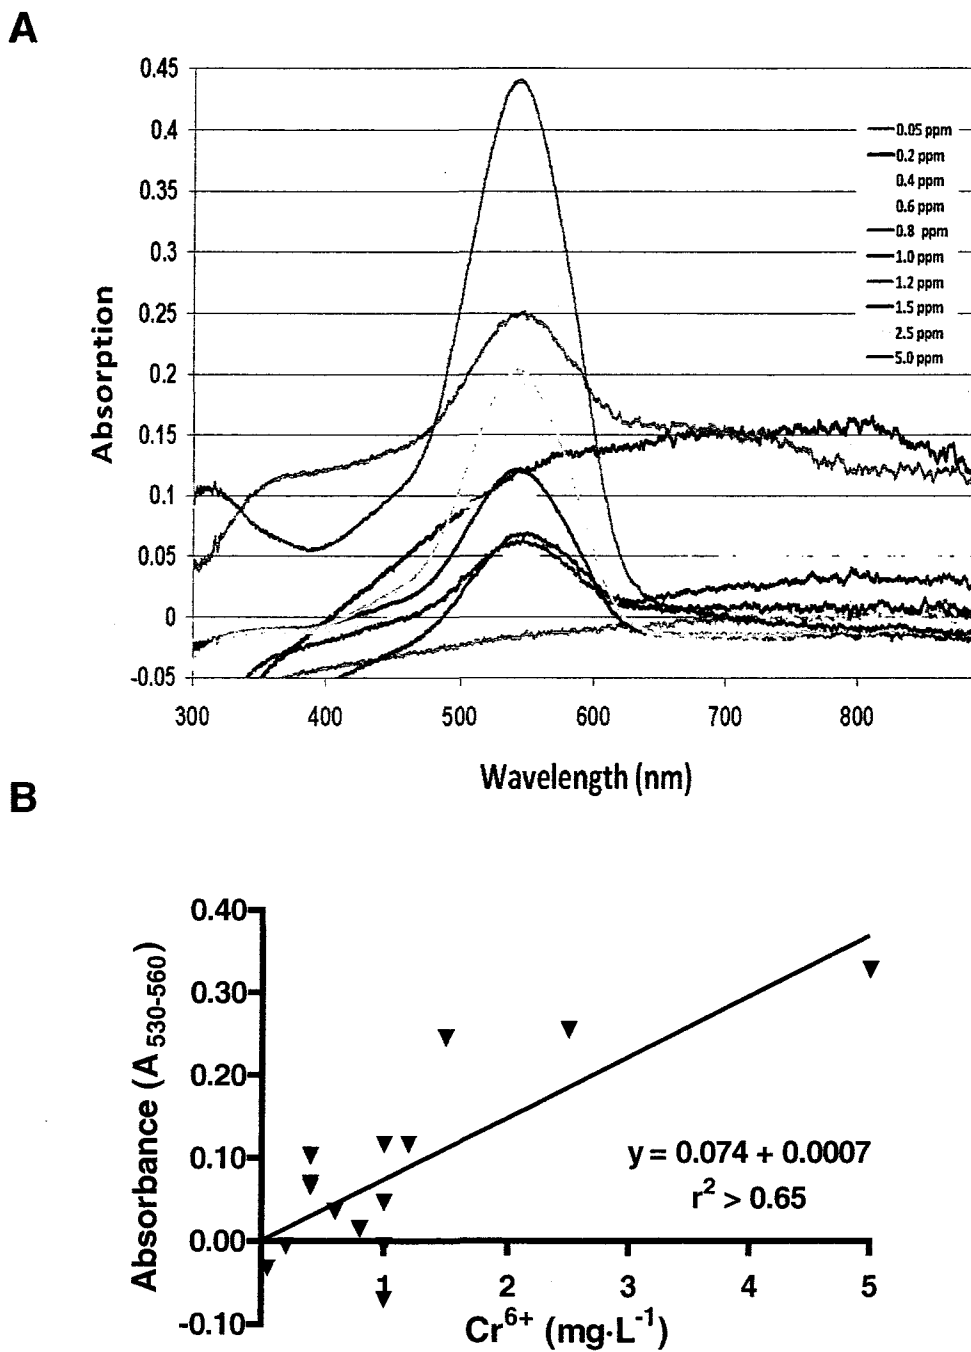 A
0.45
0.4
0.35
0.3
0.25
0.2
0.15
0.1
0.05
0
-0.05
Absorption
300 400 500 600 700 800
Wavelength (nm)
0.05 ppm
0.2 ppm
0.4 ppm
0.6 ppm
0.8 ppm
1.0 ppm
1.2 ppm
1.5 ppm
2.5 ppm
5.0 ppm
B
0.40
0.30
0.20
0.10
0.00
-0.10
Absorbance (A 530-560)
y = 0.074 + 0.0007
r² > 0.65
1 2 3 4 5
Cr⁶⁺ (mg·L⁻¹)